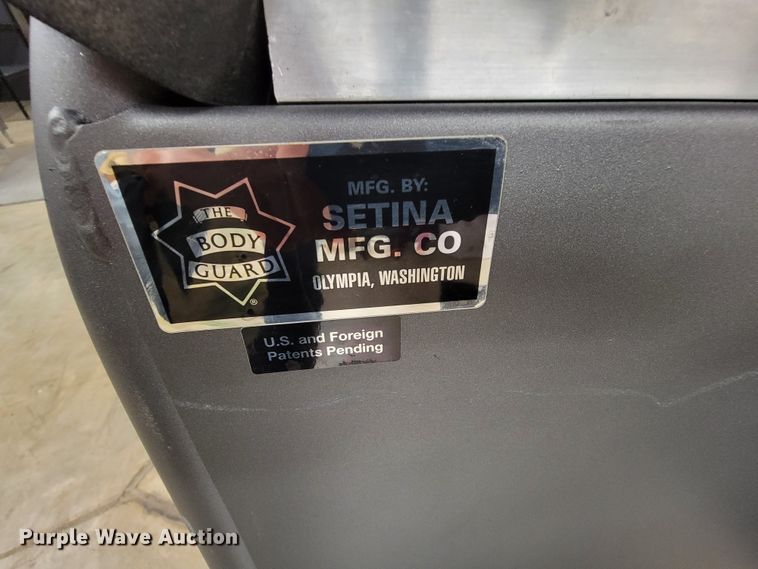 THE
BODY
GUARD
®
MFG. BY:
SETINA
MFG. CO
OLYMPIA, WASHINGTON
U.S. and Foreign
Patents Pending
Purple Wave Auction